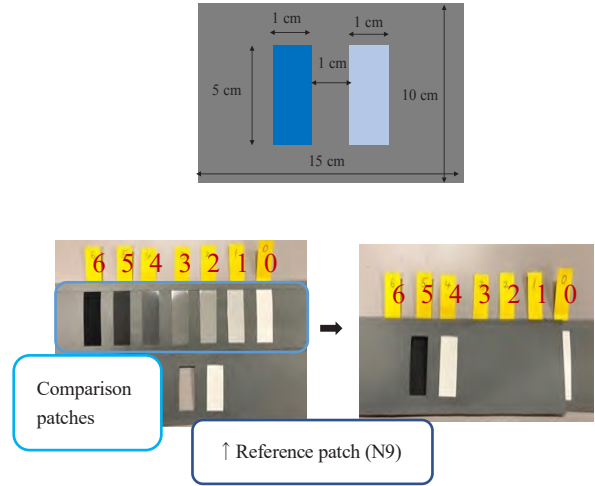 1 cm 1 cm
1 cm
5 cm 10 cm
15 cm
6 5 4 3 2 1 0
6 5 4 3 2 1 0
Comparison
patches
↑ Reference patch (N9)